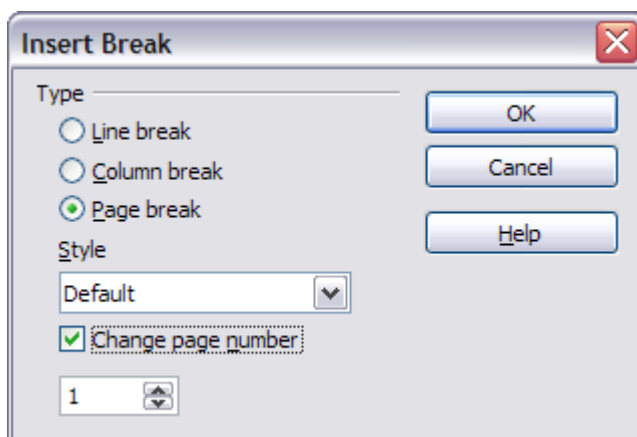 Insert Break
Type
OK
Line break
Column break
Cancel
Page break
Help
Style
Default
Change page number
1